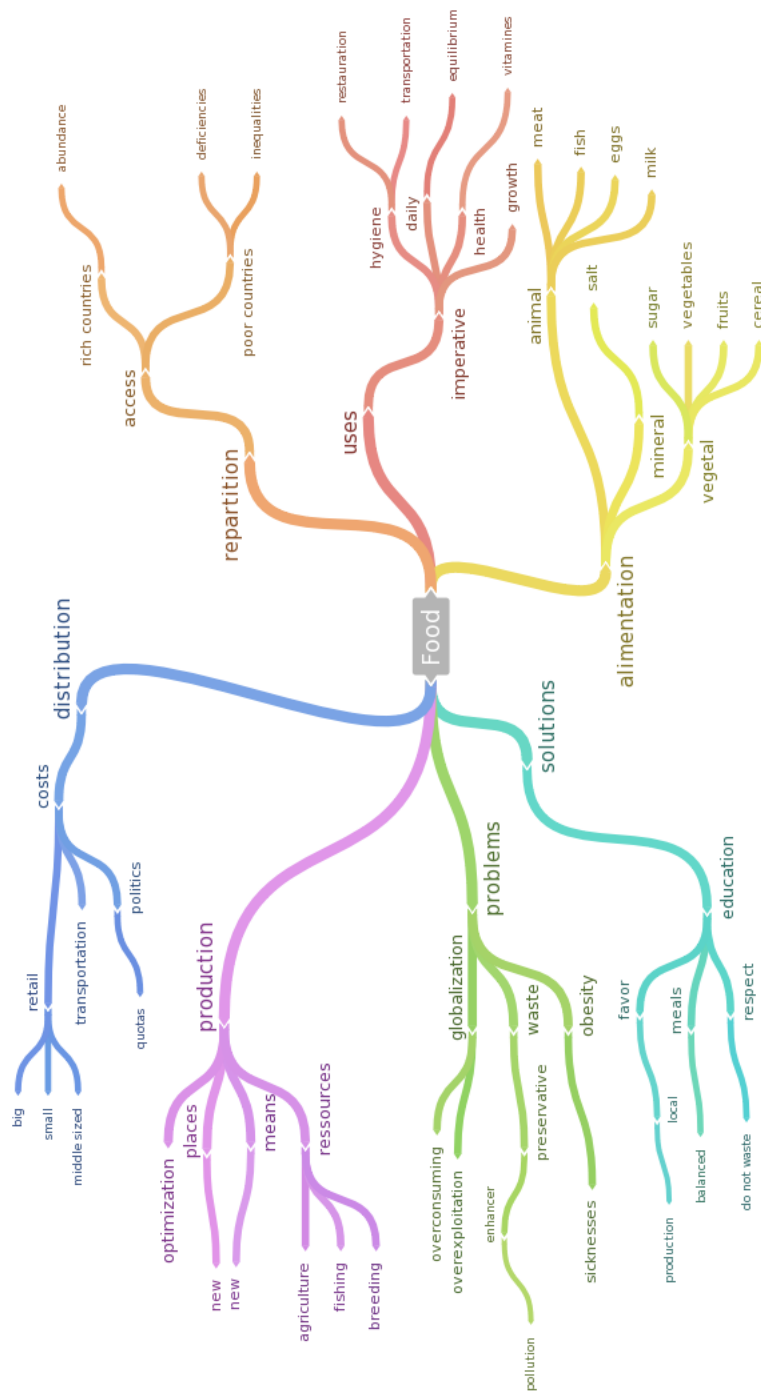 Food
distribution
costs
retail
big
small
middle sized
transportation
politics
quotas
production
optimization
places
new
means
new
ressources
agriculture
fishing
breeding
problems
globalization
overconsuming
overexploitation
waste
preservative
enhancer
pollution
obesity
sicknesses
solutions
education
favor
local
production
meals
balanced
respect
do not waste
repartition
access
rich countries
abundance
poor countries
deficiencies
inequalities
uses
imperative
hygiene
restauration
transportation
daily
equilibrium
health
vitamines
growth
alimentation
animal
meat
fish
eggs
milk
mineral
salt
vegetal
sugar
vegetables
fruits
cereal